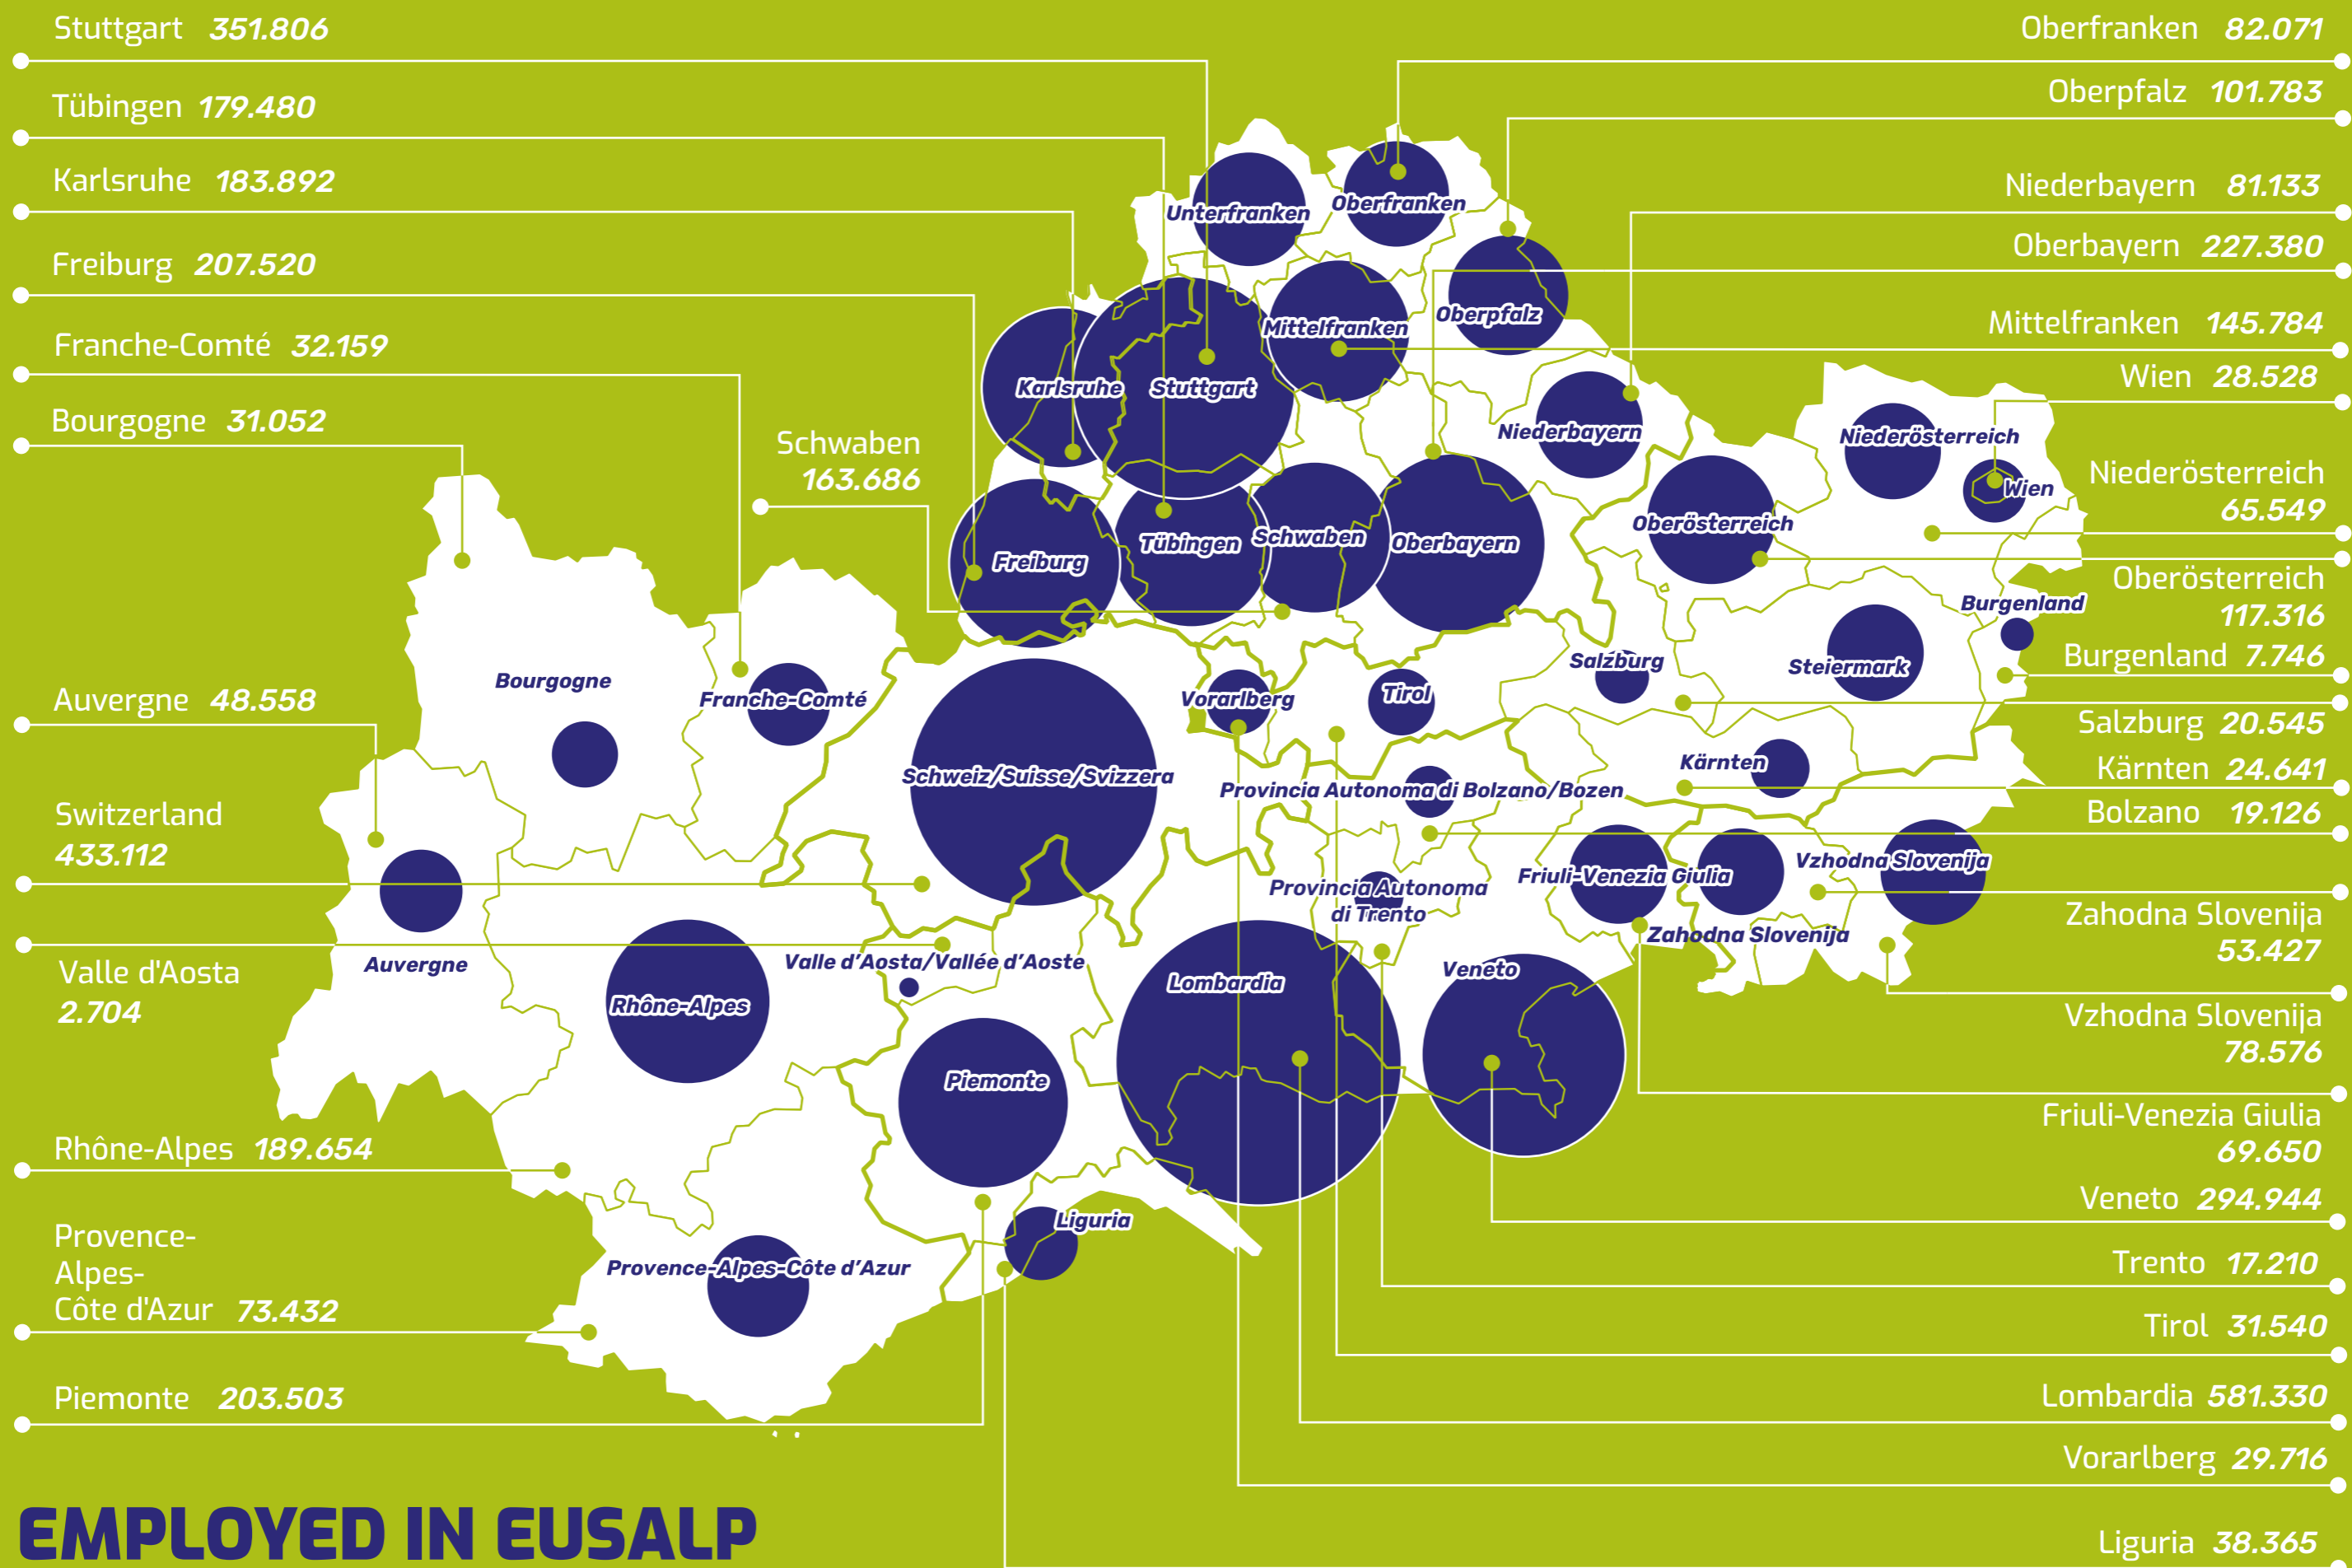 Stuttgart 351.806
Tübingen 179.480
Karlsruhe 183.892
Freiburg 207.520
Franche-Comté 32.159
Bourgogne 31.052
Schwaben
163.686
Auvergne 48.558
Switzerland
433.112
Valle d'Aosta
2.704
Rhône-Alpes 189.654
Provence-
Alpes-
Côte d'Azur 73.432
Piemonte 203.503
Oberfranken 82.071
Oberpfalz 101.783
Niederbayern 81.133
Oberbayern 227.380
Mittelfranken 145.784
Wien 28.528
Niederösterreich
65.549
Oberösterreich
117.316
Burgenland 7.746
Salzburg 20.545
Kärnten 24.641
Bolzano 19.126
Zahodna Slovenija
53.427
Vzhodna Slovenija
78.576
Friuli-Venezia Giulia
69.650
Veneto 294.944
Trento 17.210
Tirol 31.540
Lombardia 581.330
Vorarlberg 29.716
Liguria 38.365
Unterfranken
Oberfranken
Mittelfranken
Oberpfalz
Karlsruhe
Stuttgart
Niederbayern
Niederösterreich
Wien
Oberösterreich
Freiburg
Tübingen
Schwaben
Oberbayern
Burgenland
Bourgogne
Franche-Comté
Vorarlberg
Tirol
Salzburg
Steiermark
Schweiz/Suisse/Svizzera
Provincia Autonoma di Bolzano/Bozen
Kärnten
Provincia Autonoma
di Trento
Friuli-Venezia Giulia
Vzhodna Slovenija
Zahodna Slovenija
Auvergne
Valle d’Aosta/Vallée d’Aoste
Rhône-Alpes
Lombardia
Veneto
Piemonte
Liguria
Provence-Alpes-Côte d’Azur
EMPLOYED IN EUSALP